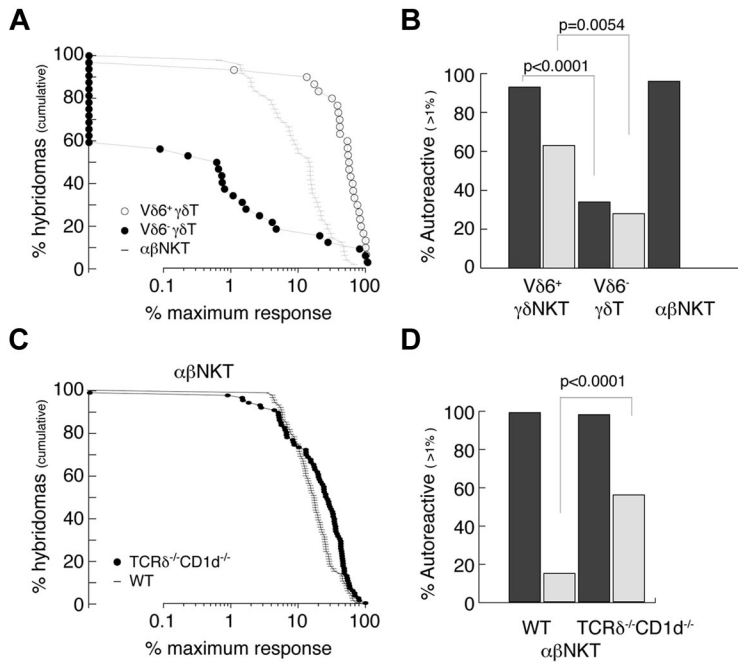 A
% hybridomas (cumulative)
100
80
60
40
20
0
Vδ6⁺ γδT
Vδ6⁻ γδT
αβNKT
0 0.1 1 10 100
% maximum response
B
p=0.0054
p<0.0001
% Autoreactive (>1%)
100
80
60
40
20
0
Vδ6⁺ Vδ6⁻
γδNKT γδT αβNKT
C
αβNKT
% hybridomas (cumulative)
100
80
60
40
20
0
TCRδ⁻/⁻CD1d⁻/⁻
WT
0 0.1 1 10 100
% maximum response
D
p<0.0001
% Autoreactive (>1%)
100
80
60
40
20
0
WT TCRδ⁻/⁻CD1d⁻/⁻
αβNKT